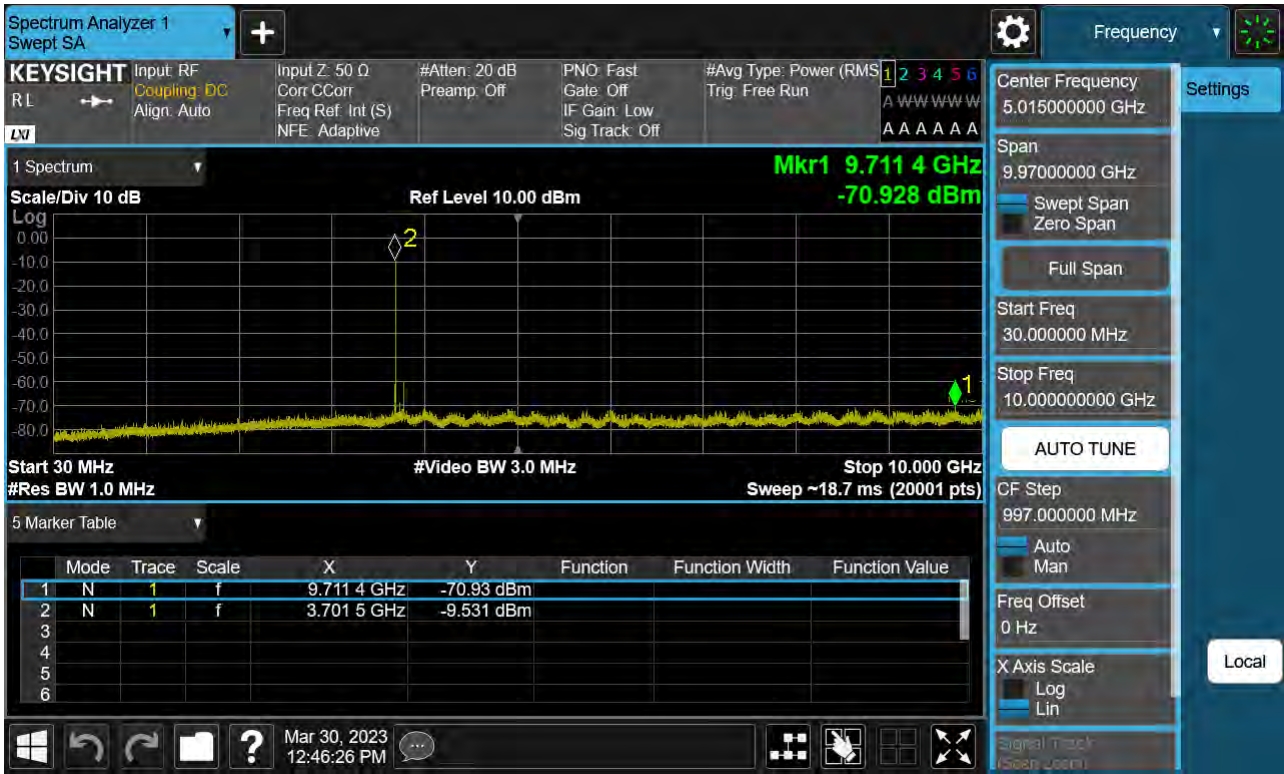 Spectrum Analyzer 1
Swept SA
Frequency
KEYSIGHT
RL
LXI
Input: RF
Coupling: DC
Align: Auto
Input Z: 50 Ω
Corr CCorr
Freq Ref: Int (S)
NFE: Adaptive
#Atten: 20 dB
Preamp: Off
PNO: Fast
Gate: Off
IF Gain: Low
Sig Track: Off
#Avg Type: Power (RMS
Trig: Free Run
1 2 3 4 5 6
A W W W W W
A A A A A A
1 Spectrum
Scale/Div 10 dB
Ref Level 10.00 dBm
Mkr1 9.711 4 GHz
-70.928 dBm
Log
0.00
-10.0
-20.0
-30.0
-40.0
-50.0
-60.0
-70.0
-80.0
2
1
Start 30 MHz
#Video BW 3.0 MHz
Stop 10.000 GHz
#Res BW 1.0 MHz
Sweep ~18.7 ms (20001 pts)
5 Marker Table
Mode Trace Scale X Y Function Function Width Function Value
1 N 1 f 9.711 4 GHz -70.93 dBm
2 N 1 f 3.701 5 GHz -9.531 dBm
3
4
5
6
Mar 30, 2023
12:46:26 PM
?
Center Frequency
5.015000000 GHz
Span
9.97000000 GHz
Swept Span
Zero Span
Full Span
Start Freq
30.000000 MHz
Stop Freq
10.000000000 GHz
AUTO TUNE
CF Step
997.000000 MHz
Auto
Man
Freq Offset
0 Hz
X Axis Scale
Log
Lin
Signal Track
(Span Zoom)
Settings
Local